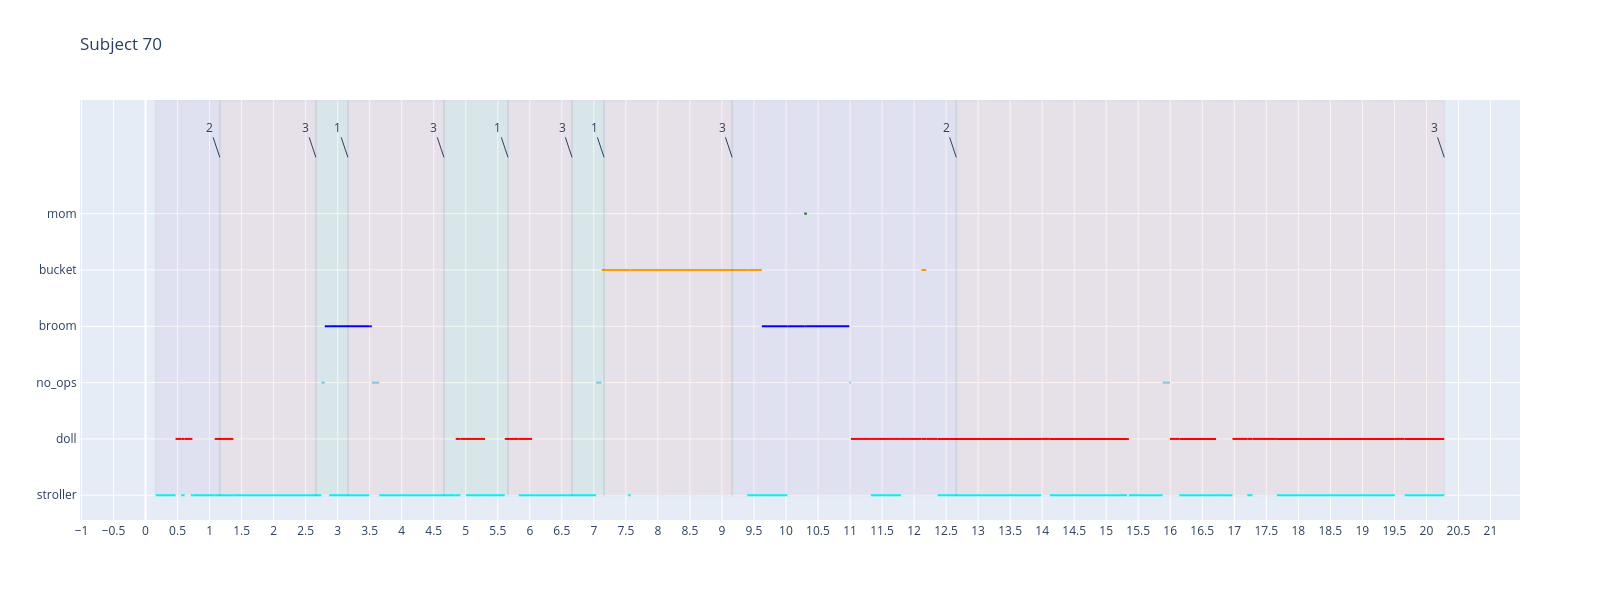 Subject 70
2 3 1 3 1 3 1 3 2 3
mom
bucket
broom
no_ops
doll
stroller
−1 −0.5 0 0.5 1 1.5 2 2.5 3 3.5 4 4.5 5 5.5 6 6.5 7 7.5 8 8.5 9 9.5 10 10.5 11 11.5 12 12.5 13 13.5 14 14.5 15 15.5 16 16.5 17 17.5 18 18.5 19 19.5 20 20.5 21